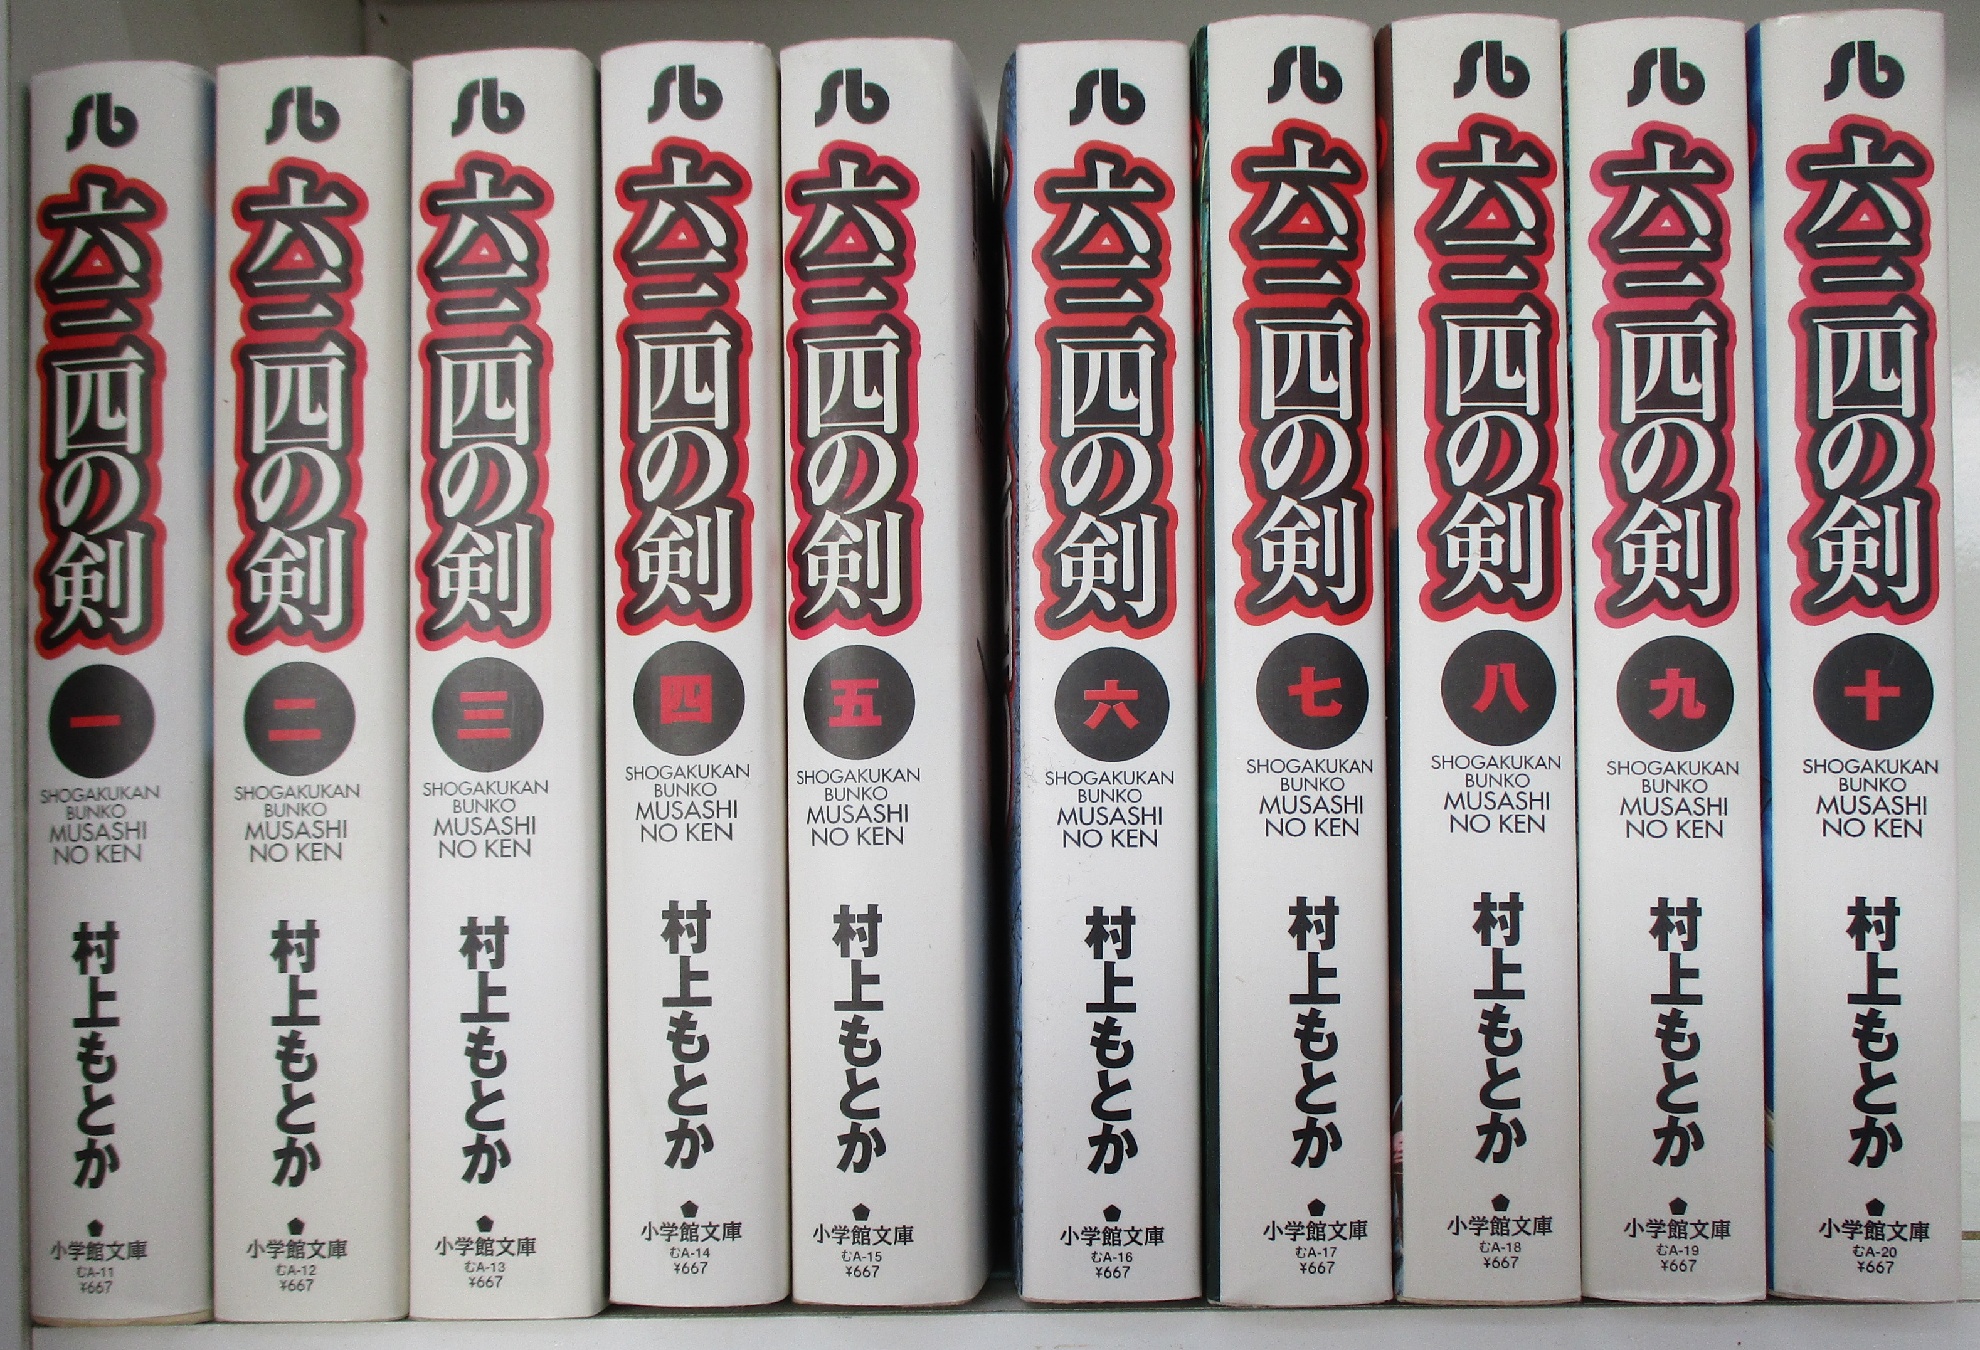 Sb
六三四の剣
一
SHOGAKUKAN
BUNKO
MUSASHI
NO KEN
村上もとか
小学館文庫
むA-11
¥667
Sb
六三四の剣
二
SHOGAKUKAN
BUNKO
MUSASHI
NO KEN
村上もとか
小学館文庫
むA-12
¥667
Sb
六三四の剣
三
SHOGAKUKAN
BUNKO
MUSASHI
NO KEN
村上もとか
小学館文庫
むA-13
¥667
Sb
六三四の剣
四
SHOGAKUKAN
BUNKO
MUSASHI
NO KEN
村上もとか
小学館文庫
むA-14
¥667
Sb
六三四の剣
五
SHOGAKUKAN
BUNKO
MUSASHI
NO KEN
村上もとか
小学館文庫
むA-15
¥667
Sb
六三四の剣
六
SHOGAKUKAN
BUNKO
MUSASHI
NO KEN
村上もとか
小学館文庫
むA-16
¥667
Sb
六三四の剣
七
SHOGAKUKAN
BUNKO
MUSASHI
NO KEN
村上もとか
小学館文庫
むA-17
¥667
Sb
六三四の剣
八
SHOGAKUKAN
BUNKO
MUSASHI
NO KEN
村上もとか
小学館文庫
むA-18
¥667
Sb
六三四の剣
九
SHOGAKUKAN
BUNKO
MUSASHI
NO KEN
村上もとか
小学館文庫
むA-19
¥667
Sb
六三四の剣
十
SHOGAKUKAN
BUNKO
MUSASHI
NO KEN
村上もとか
小学館文庫
むA-20
¥667